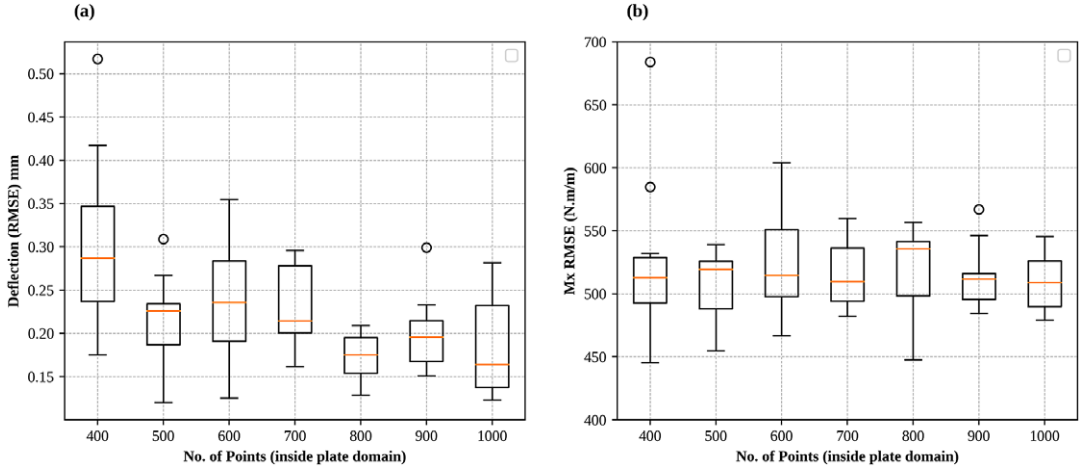 (a)
0.50
0.45
0.40
0.35
0.30
0.25
0.20
0.15
Deflection (RMSE) mm
400 500 600 700 800 900 1000
No. of Points (inside plate domain)
(b)
700
650
600
550
500
450
400
Mx RMSE (N.m/m)
400 500 600 700 800 900 1000
No. of Points (inside plate domain)